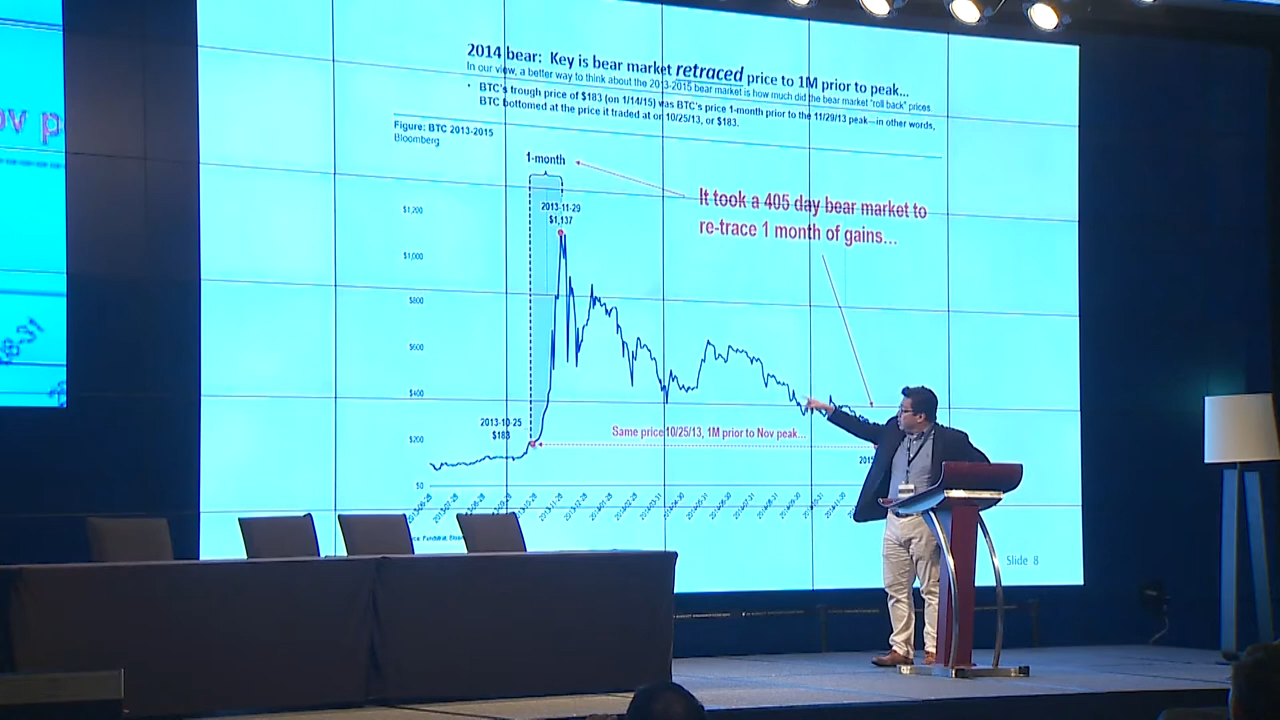 2014 bear: Key is bear market retraced price to 1M prior to peak...
In our view, a better way to think about the 2013-2015 bear market is how much did the bear market "roll back" prices.
• BTC's trough price of $183 (on 1/14/15) was BTC's price 1-month prior to the 11/29/13 peak—in other words,
BTC bottomed at the price it traded at on 10/25/13, or $183.
Figure: BTC 2013-2015
Bloomberg
1-month
It took a 405 day bear market to
re-trace 1 month of gains...
2013-11-29
$1,137
$1,200
$1,000
$800
$600
$400
2013-10-25
$183
Same price 10/25/13, 1M prior to Nov peak...
$200
2015
$0
Slide 8